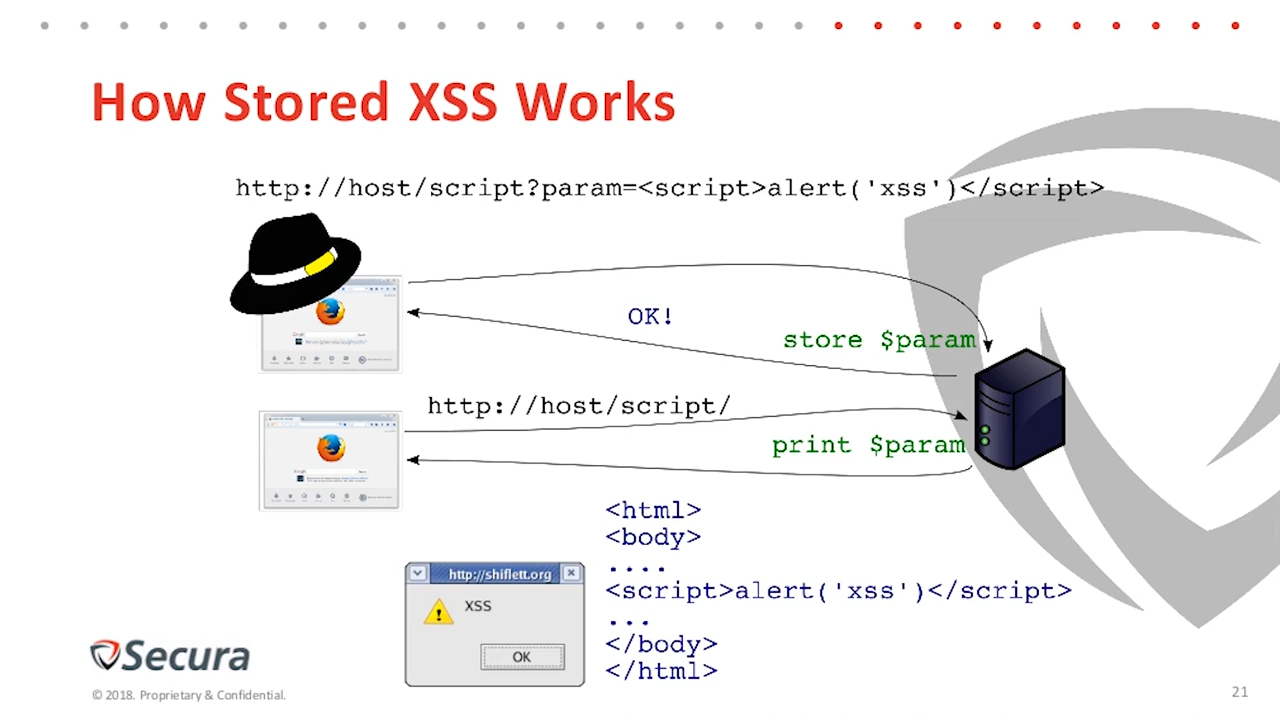 How Stored XSS Works
http://host/script?param=<script>alert('xss')</script>
OK!
store $param
http://host/script/
print $param
<html>
<body>
....
<script>alert('xss')</script>
...
</body>
</html>
http://shiflett.org
XSS
OK
Secura
© 2018. Proprietary & Confidential.
21